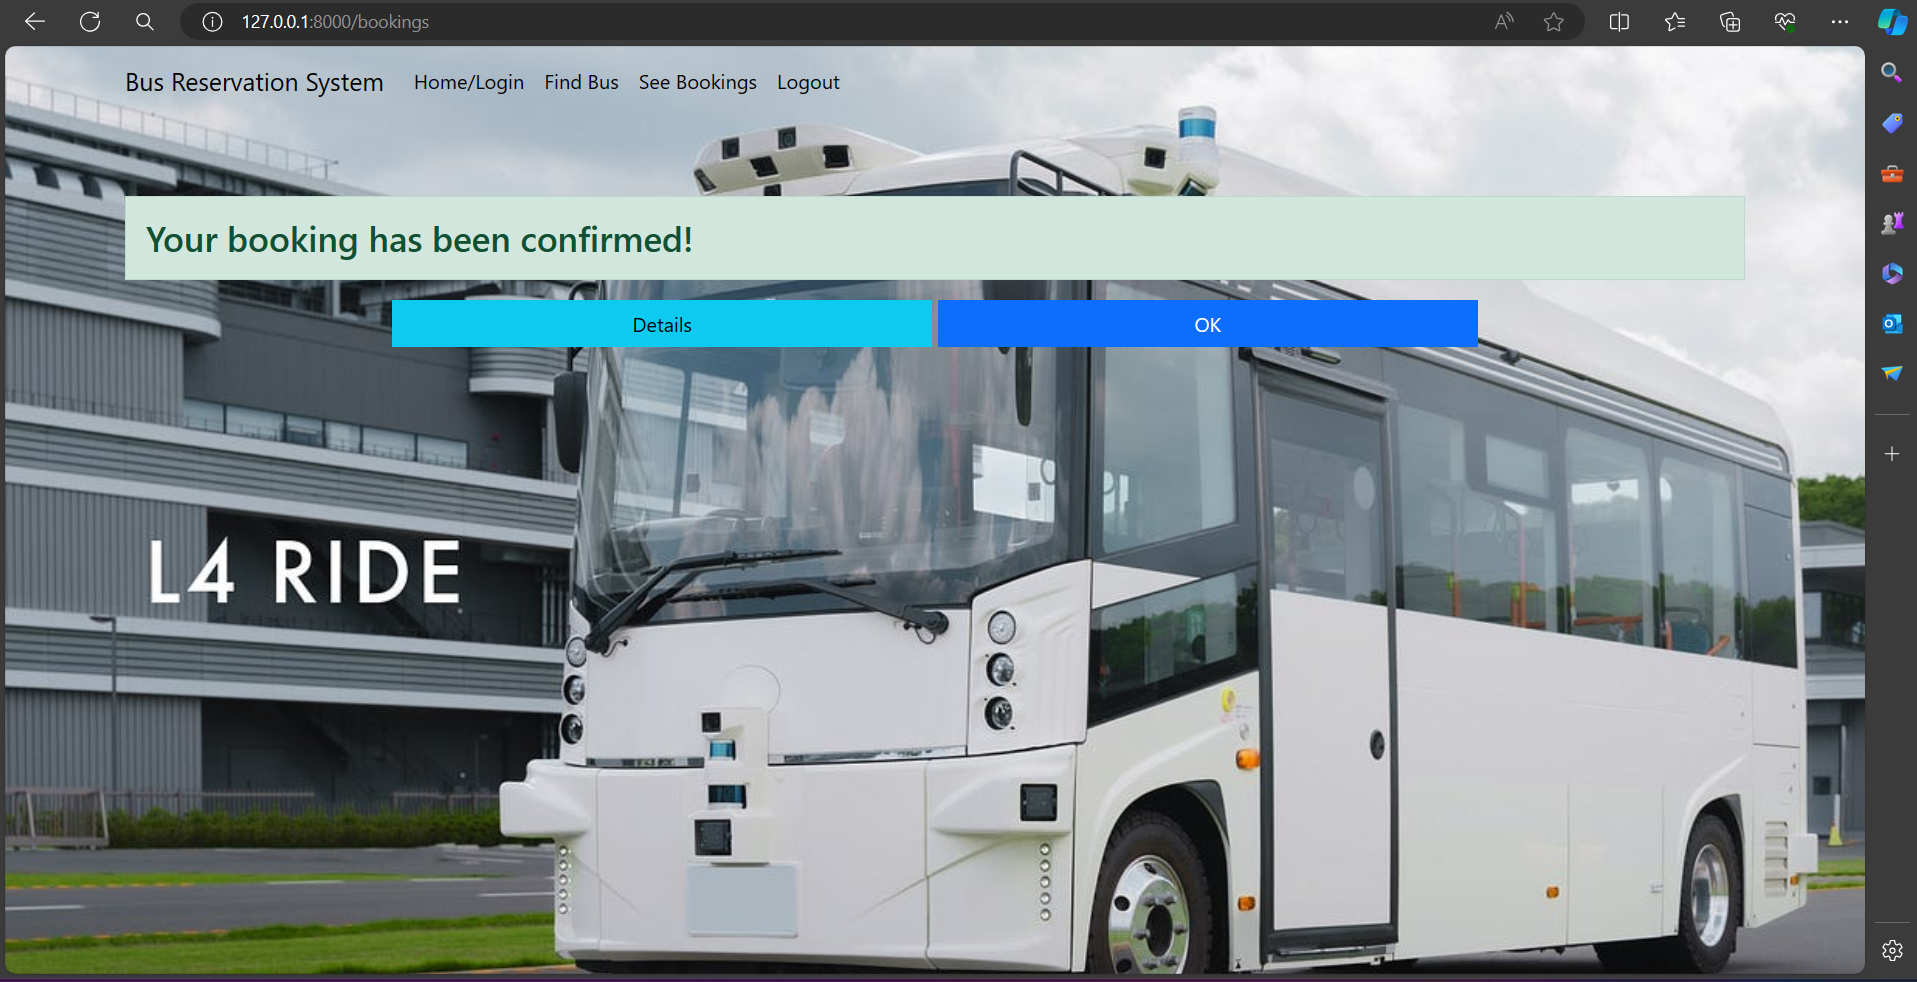 127.0.0.1:8000/bookings
Bus Reservation System Home/Login Find Bus See Bookings Logout
Your booking has been confirmed!
Details OK
L4 RIDE